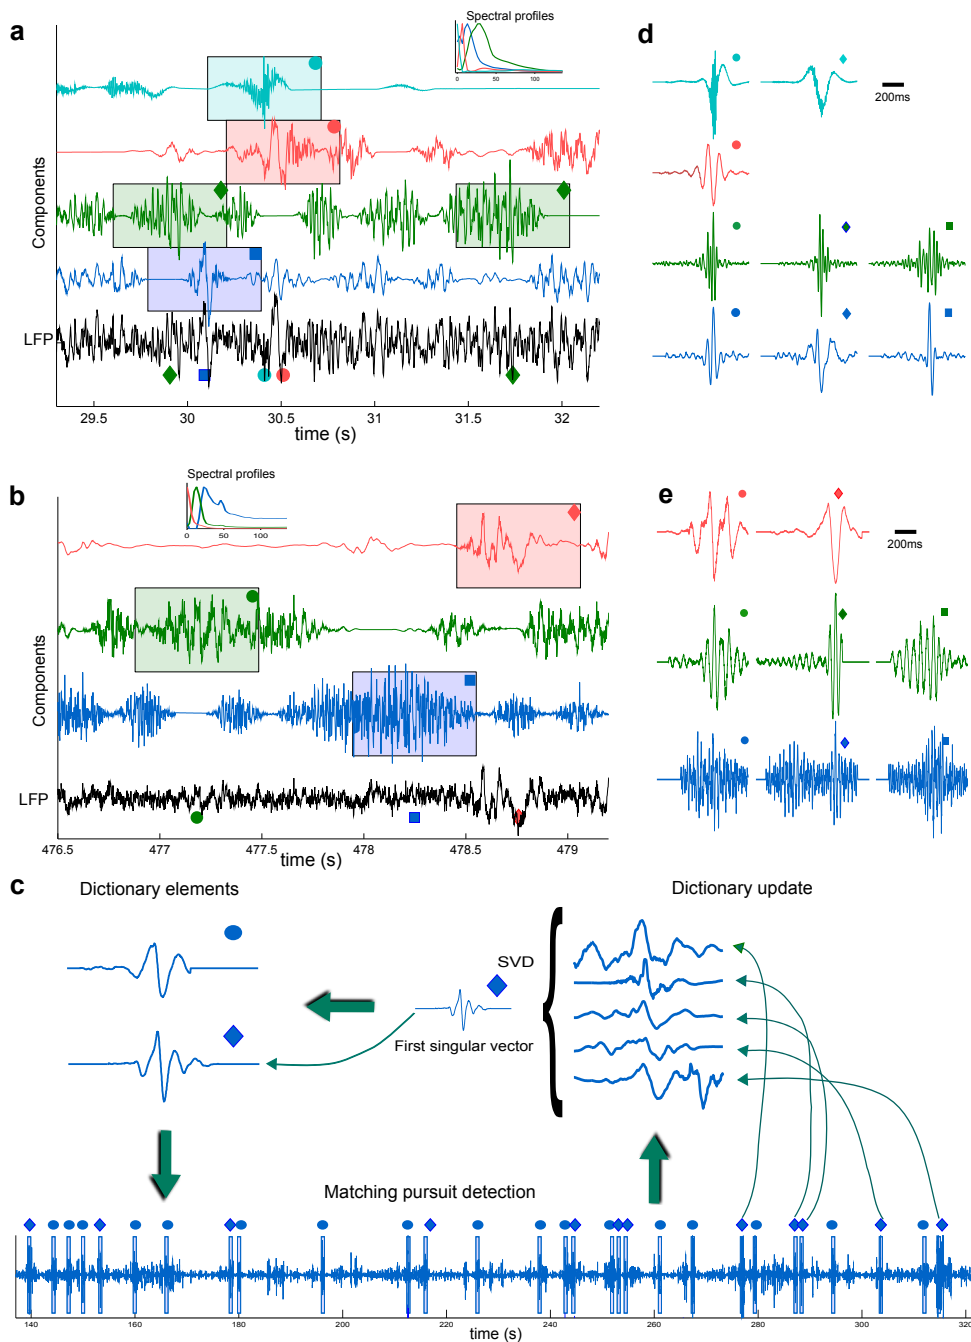 a
Spectral profiles
0
50
100
Components
LFP
29.5
30
30.5
31
31.5
32
time (s)
d
200ms
b
Spectral profiles
0
50
100
Components
LFP
476.5
477
477.5
478
478.5
479
time (s)
e
200ms
c
Dictionary elements
Dictionary update
SVD
First singular vector
Matching pursuit detection
140
160
180
200
220
240
260
280
300
320
time (s)